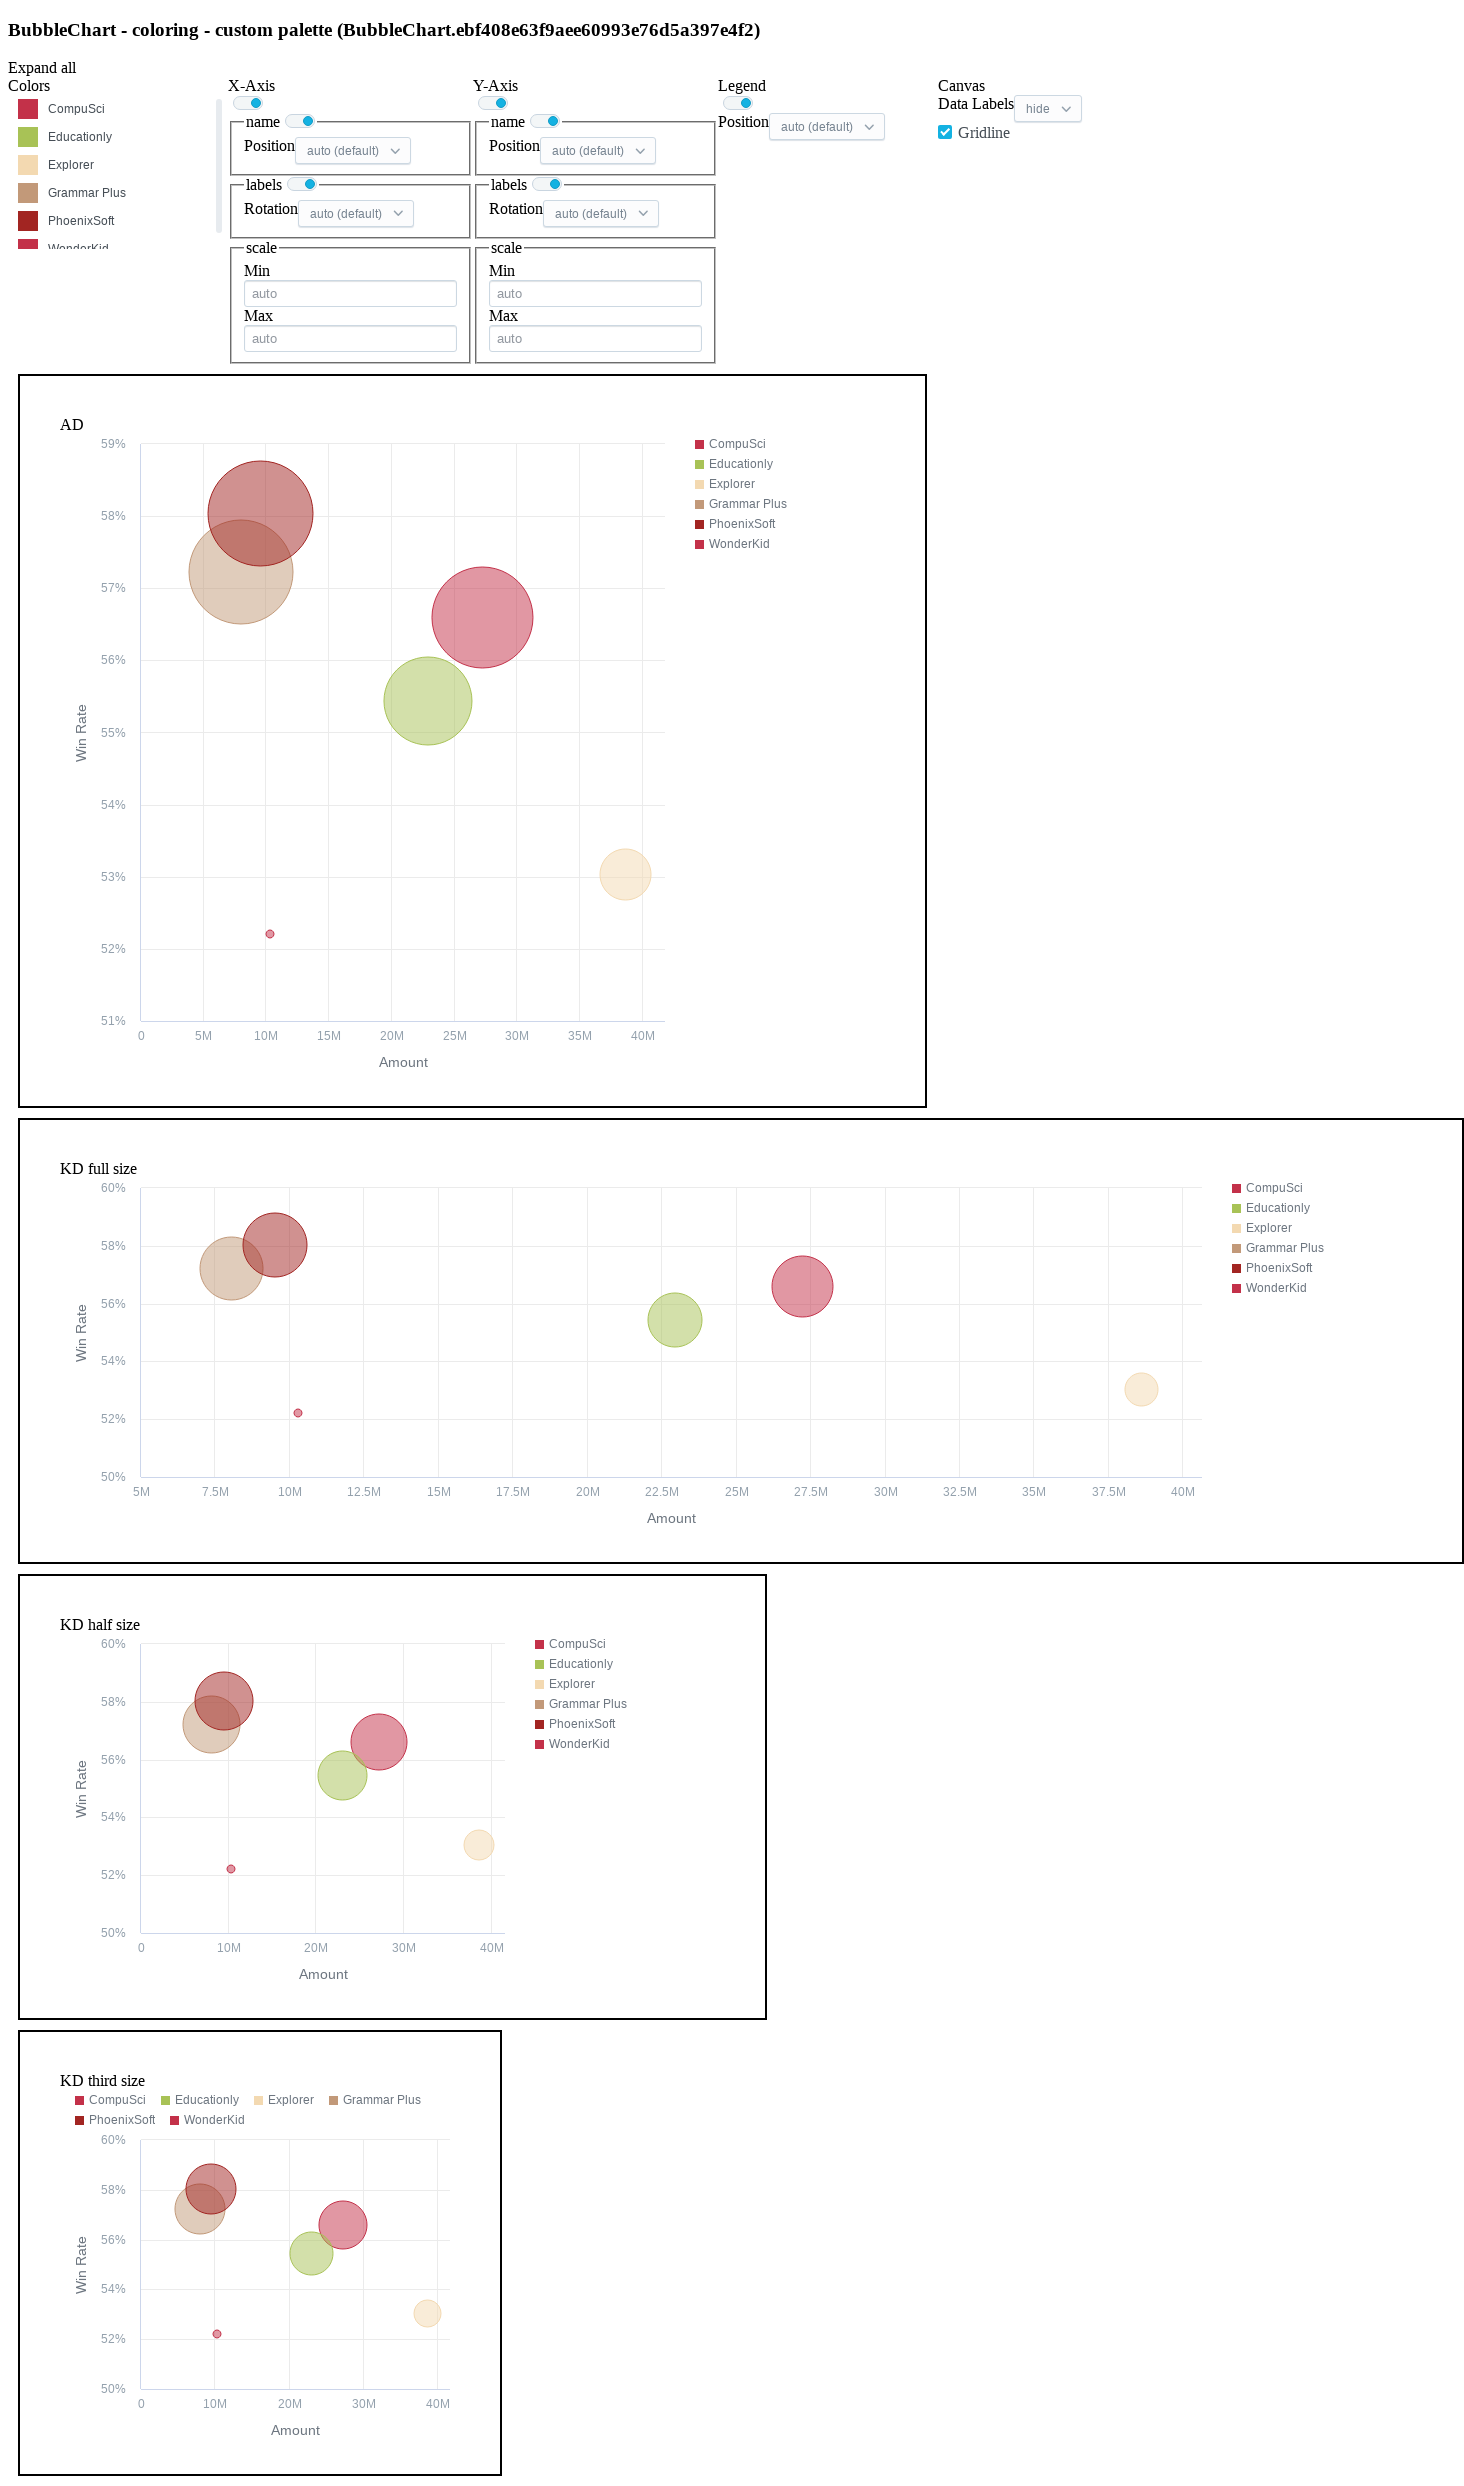 BubbleChart - coloring - custom palette (BubbleChart.ebf408e63f9aee60993e76d5a397e4f2)
Expand all
Colors
CompuSci
Educationly
Explorer
Grammar Plus
PhoenixSoft
WonderKid
X-Axis
name
Position auto (default)
labels
Rotation auto (default)
scale
Min
auto
Max
auto
Y-Axis
name
Position auto (default)
labels
Rotation auto (default)
scale
Min
auto
Max
auto
Legend
Position auto (default)
Canvas
Data Labels hide
Gridline
AD
59%
58%
57%
56%
55%
54%
53%
52%
51%
Win Rate
0 5M 10M 15M 20M 25M 30M 35M 40M
Amount
CompuSci
Educationly
Explorer
Grammar Plus
PhoenixSoft
WonderKid
KD full size
60%
58%
56%
54%
52%
50%
Win Rate
5M 7.5M 10M 12.5M 15M 17.5M 20M 22.5M 25M 27.5M 30M 32.5M 35M 37.5M 40M
Amount
CompuSci
Educationly
Explorer
Grammar Plus
PhoenixSoft
WonderKid
KD half size
60%
58%
56%
54%
52%
50%
Win Rate
0 10M 20M 30M 40M
Amount
CompuSci
Educationly
Explorer
Grammar Plus
PhoenixSoft
WonderKid
KD third size
CompuSci Educationly Explorer Grammar Plus
PhoenixSoft WonderKid
60%
58%
56%
54%
52%
50%
Win Rate
0 10M 20M 30M 40M
Amount